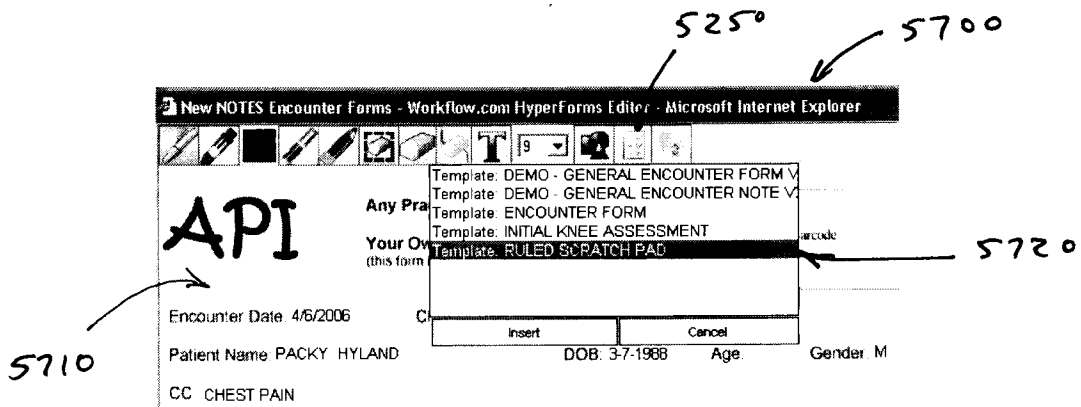 5250
5700
New NOTES Encounter Forms - Workflow.com HyperForms Editor - Microsoft Internet Explorer
T 9
Template: DEMO - GENERAL ENCOUNTER FORM V
Template: DEMO - GENERAL ENCOUNTER NOTE V
Template: ENCOUNTER FORM
Template: INITIAL KNEE ASSESSMENT
Template: RULED SCRATCH PAD
5720
API
Any Pra
Your Ow
(this form
arcode
Insert Cancel
Encounter Date: 4/6/2006
5710
Patient Name: PACKY HYLAND DOB: 3-7-1988 Age: Gender: M
CC CHEST PAIN